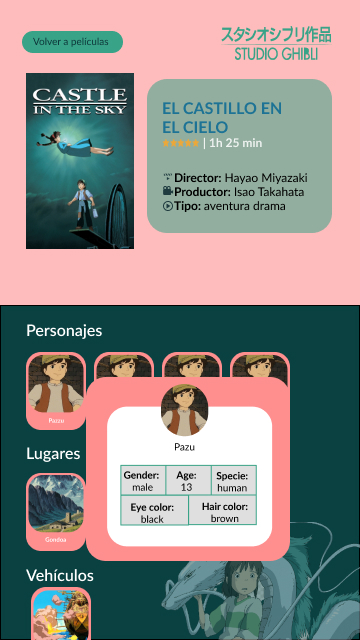 Volver a películas
スタジオジブリ作品
STUDIO GHIBLI
CASTLE
IN THE SKY
EL CASTILLO EN
EL CIELO
★★★★★ | 1h 25 min
Director: Hayao Miyazaki
Productor: Isao Takahata
Tipo: aventura drama
Personajes
Pazzu
Pazu
Gender:
male
Age:
13
Specie:
human
Eye color:
black
Hair color:
brown
Lugares
Gondoa
Vehículos